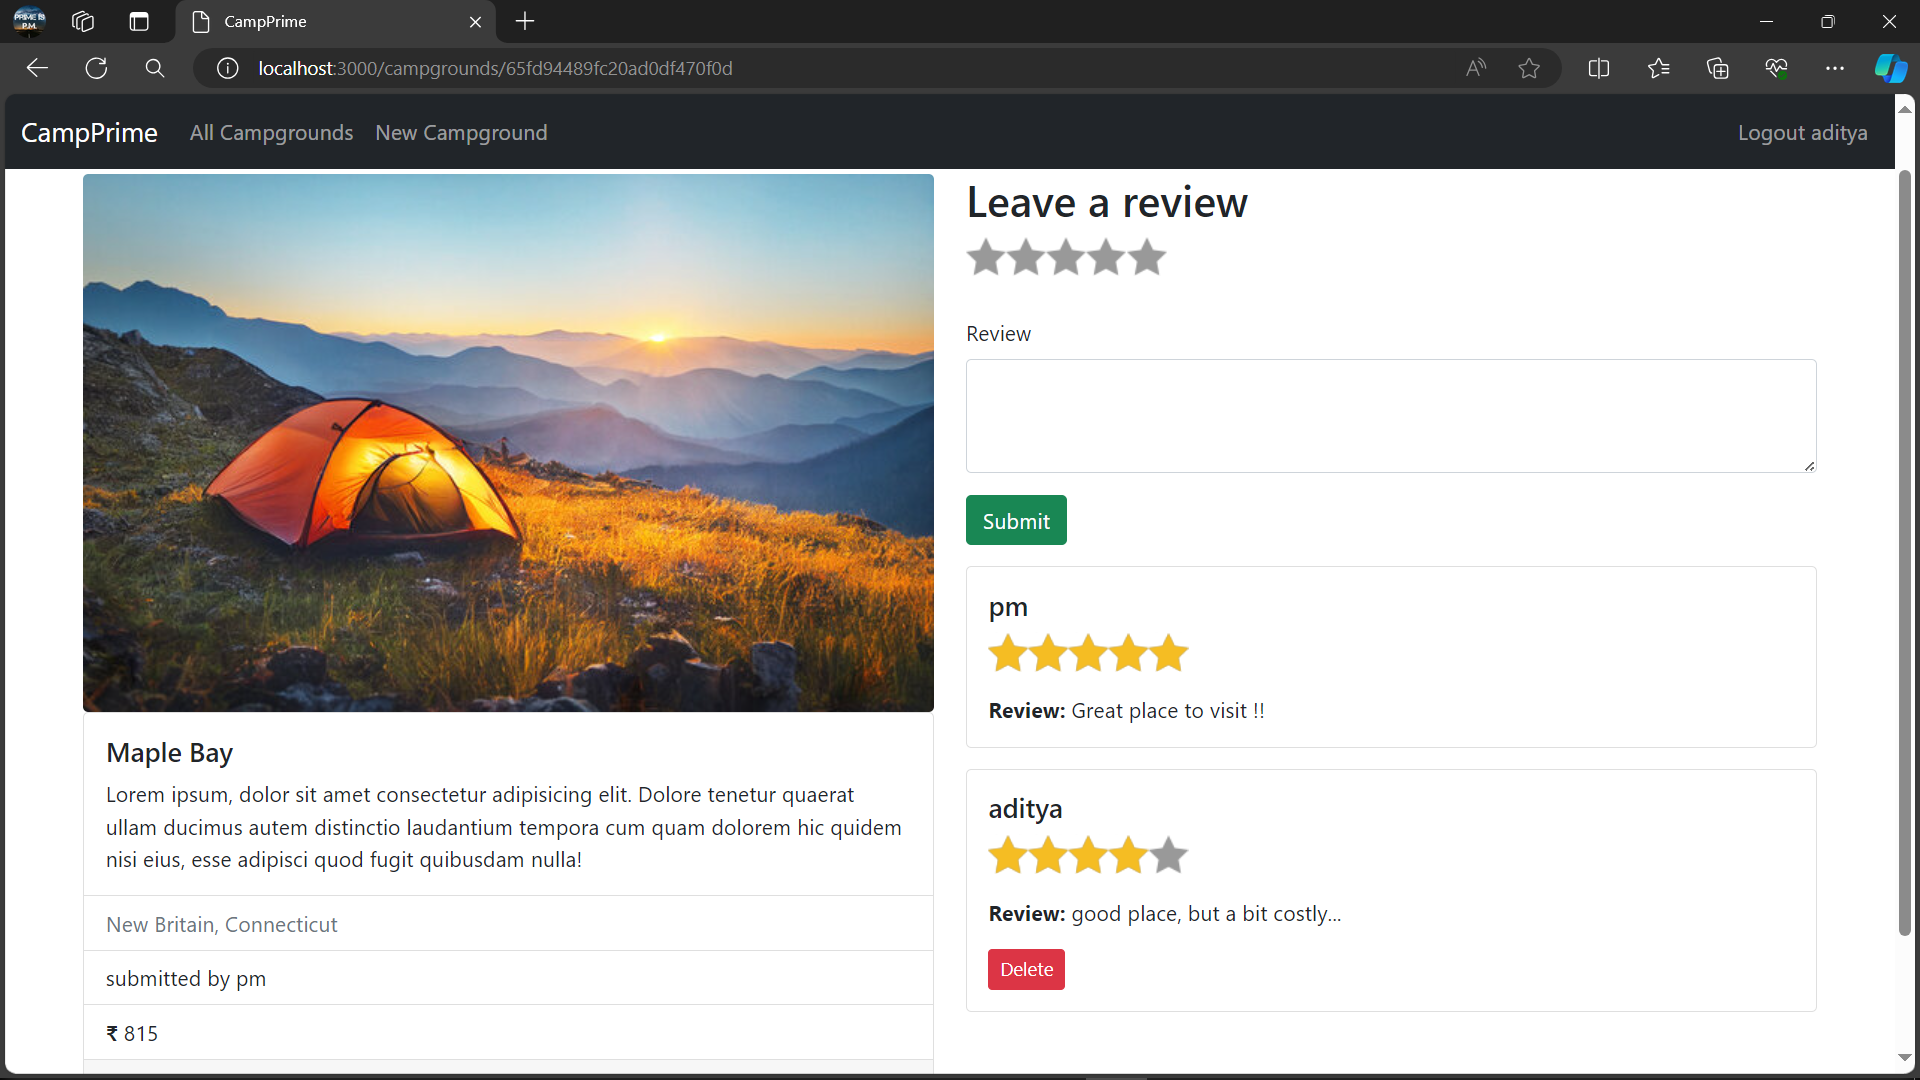 PRIME IS
P.M.
CampPrime
localhost:3000/campgrounds/65fd94489fc20ad0df470f0d
CampPrime
All Campgrounds
New Campground
Logout aditya
Maple Bay
Lorem ipsum, dolor sit amet consectetur adipisicing elit. Dolore tenetur quaerat
ullam ducimus autem distinctio laudantium tempora cum quam dolorem hic quidem
nisi eius, esse adipisci quod fugit quibusdam nulla!
New Britain, Connecticut
submitted by pm
₹ 815
Leave a review
Review
Submit
pm
Review: Great place to visit !!
aditya
Review: good place, but a bit costly...
Delete